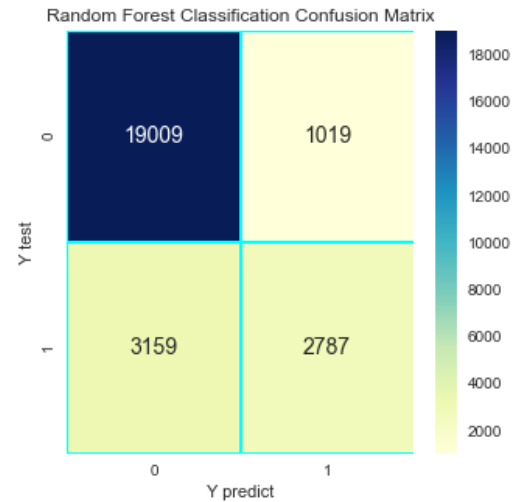 Random Forest Classification Confusion Matrix
18000
16000
0 19009 1019
14000
12000
Y test
10000
8000
1 3159 2787
6000
4000
2000
0 1
Y predict